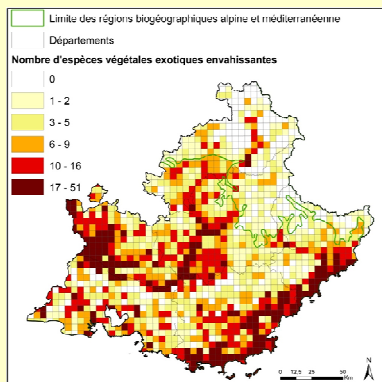 Limite des régions biogéographiques alpine et méditerranéenne
Départements
Nombre d'espèces végétales exotiques envahissantes
0
1 - 2
3 - 5
6 - 9
10 - 16
17 - 51
N
0 12,5 25 50
Km